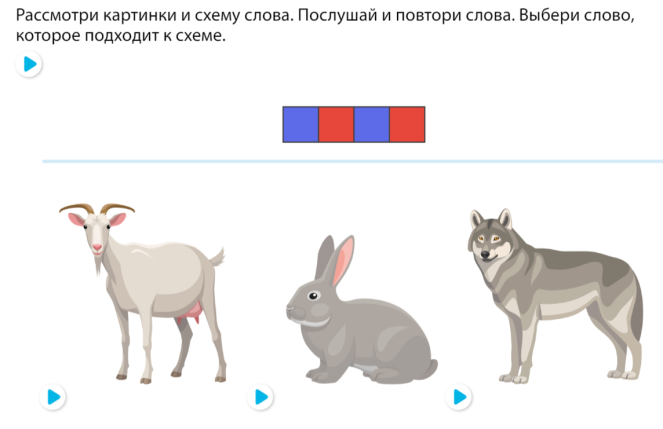 Рассмотри картинки и схему слова. Послушай и повтори слова. Выбери слово,
которое подходит к схеме.